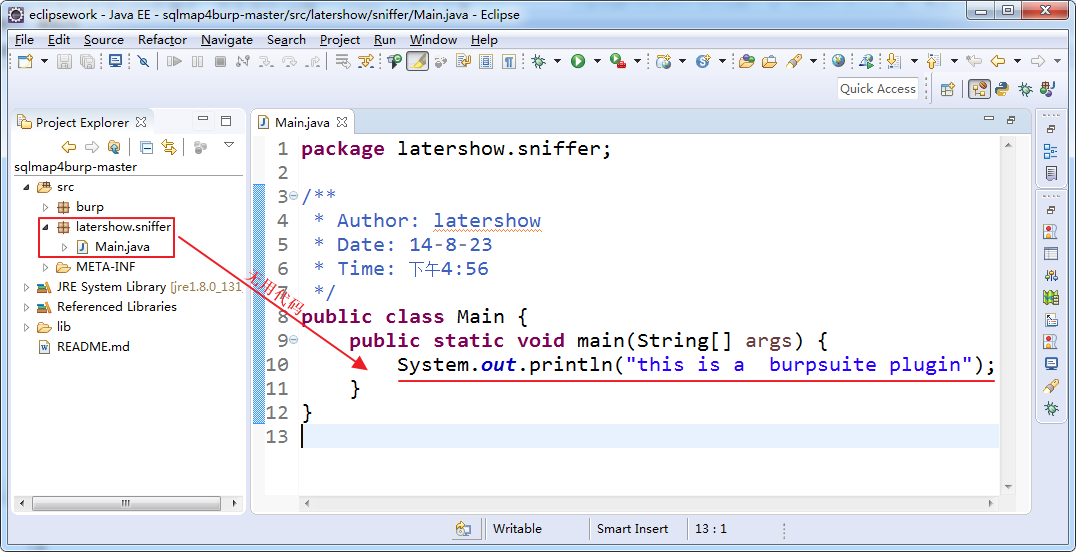 eclipsework - Java EE - sqlmap4burp-master/src/latershow/sniffer/Main.java - Eclipse
File Edit Source Refactor Navigate Search Project Run Window Help
Quick Access
Project Explorer
Main.java
sqlmap4burp-master
src
burp
latershow.sniffer
Main.java
META-INF
JRE System Library [jre1.8.0_131
Referenced Libraries
lib
README.md
无用代码
1 package latershow.sniffer;
2
3 /**
4  * Author: latershow
5  * Date: 14-8-23
6  * Time: 下午4:56
7  */
8 public class Main {
9     public static void main(String[] args) {
10         System.out.println("this is a  burpsuite plugin");
11     }
12 }
13
Writable Smart Insert 13 : 1